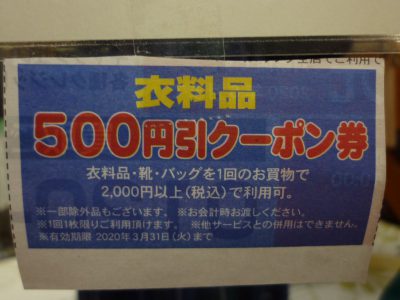 衣料品
500円引クーポン券
衣料品・靴・バッグを1回のお買物で
2,000円以上(税込)で利用可。
※一部除外品もございます。 ※お会計時お渡しください。
※1回1枚限りご利用頂けます。 ※他サービスとの併用はできません。
※有効期限 2020年3月31日(火)まで